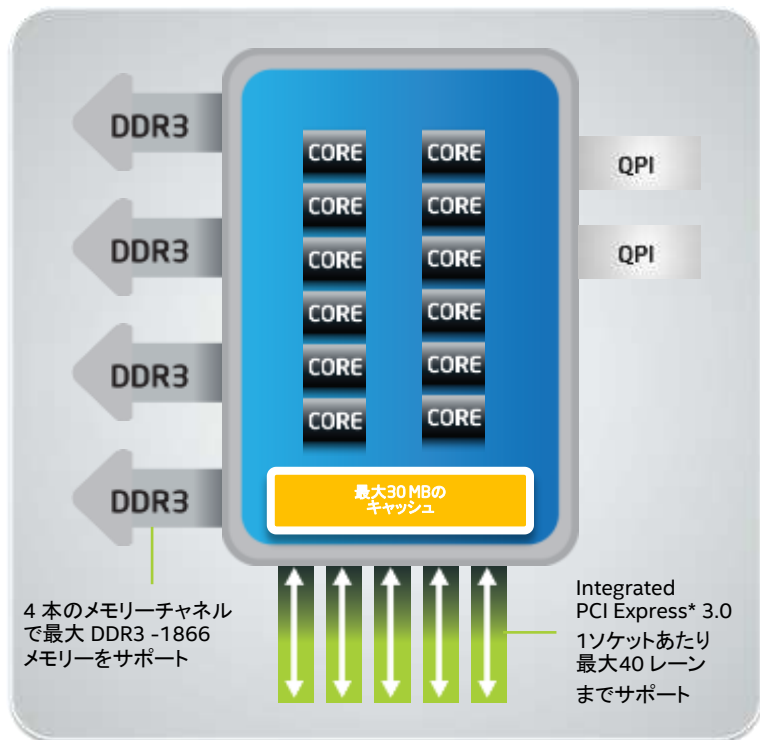 DDR3
DDR3
DDR3
DDR3
CORE
CORE
CORE
CORE
CORE
CORE
CORE
CORE
CORE
CORE
CORE
CORE
QPI
QPI
最大30 MBの
キャッシュ
4 本のメモリーチャネル
で最大 DDR3 -1866
メモリーをサポート
Integrated
PCI Express* 3.0
1ソケットあたり
最大40 レーン
までサポート